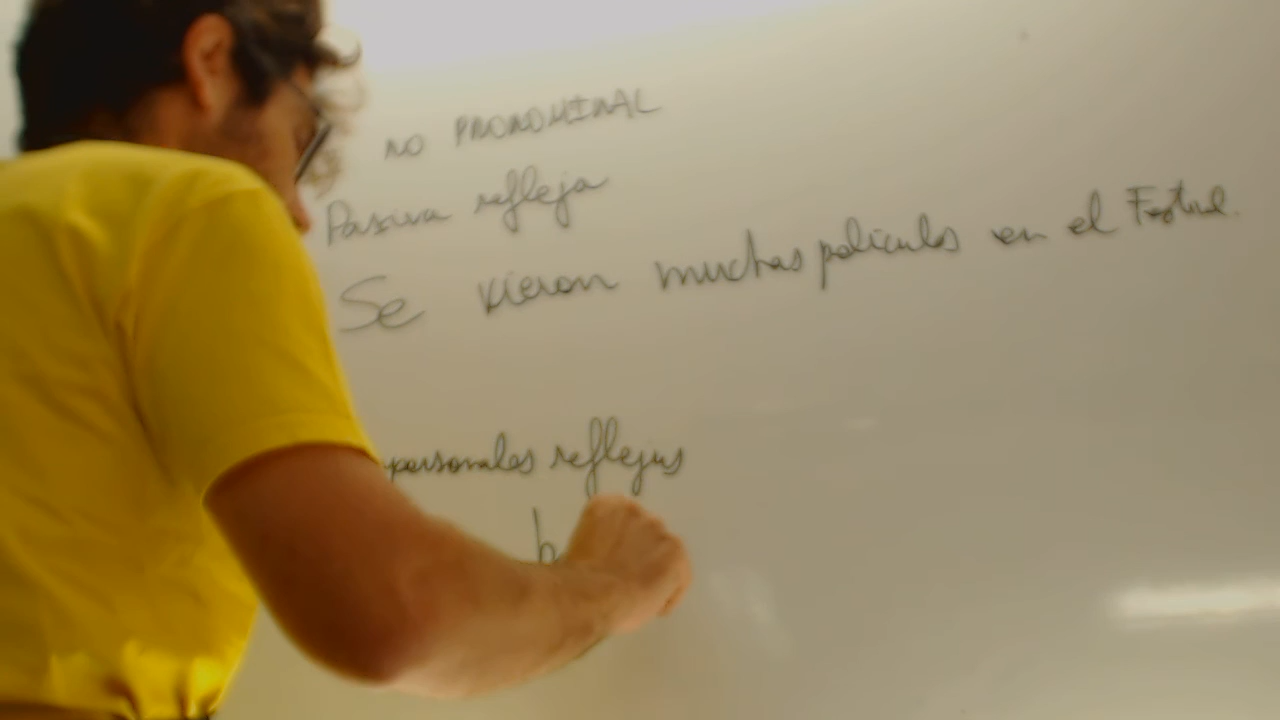 no PRONOMINAL
Pasiva refleja
Se vieron muchas películas en el Festival.
personales reflejas